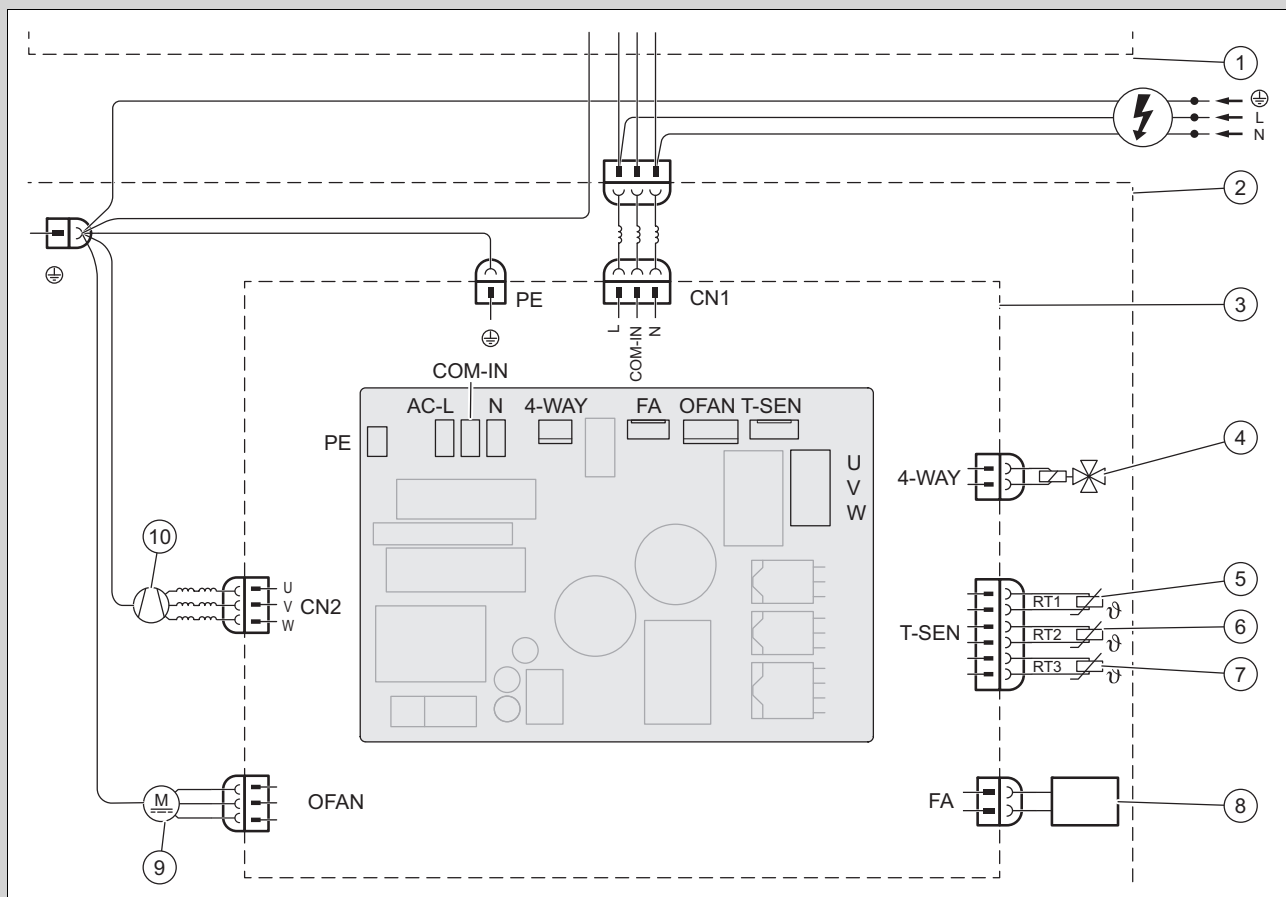 1
L
N
2
PE
CN1
L
COM-IN
N
3
COM-IN
AC-L N 4-WAY FA OFAN T-SEN
PE
U
V
W
4-WAY
4
10
U
V
W
CN2
T-SEN
RT1
ϑ
5
RT2
ϑ
6
RT3
ϑ
7
M
OFAN
FA
8
9